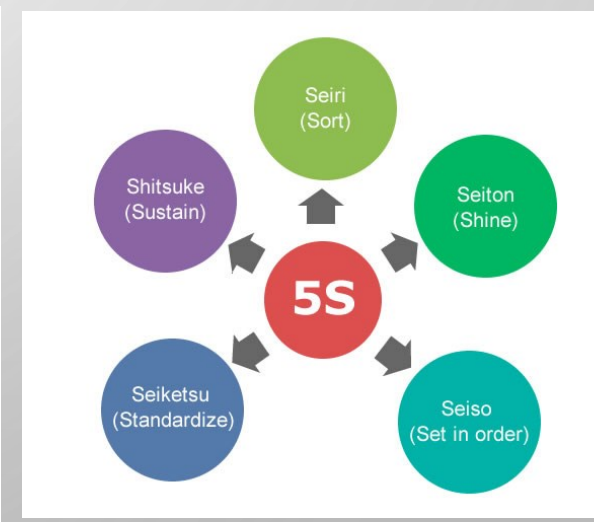 Seiri
(Sort)
Seiton
(Shine)
Seiso
(Set in order)
Seiketsu
(Standardize)
Shitsuke
(Sustain)
5S